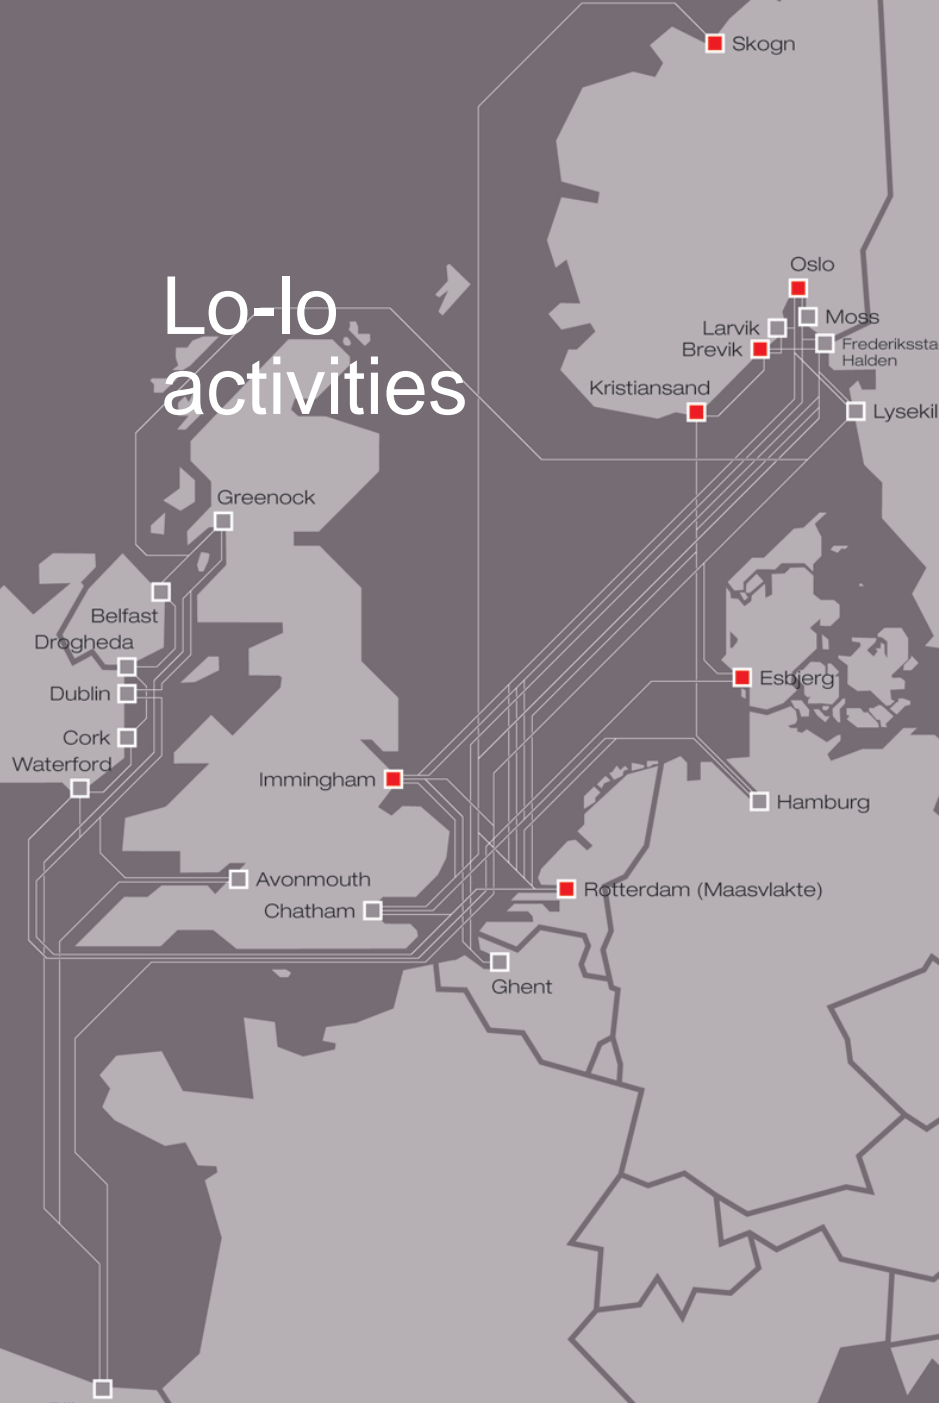 Skogn
Oslo
Lo-lo
activities
Moss
Larvik
Brevik
Frederikssta
Halden
Kristiansand
Lysekil
Greenock
Belfast
Drogheda
Esbjerg
Dublin
Cork
Waterford
Immingham
Hamburg
Avonmouth
Rotterdam (Maasvlakte)
Chatham
Ghent